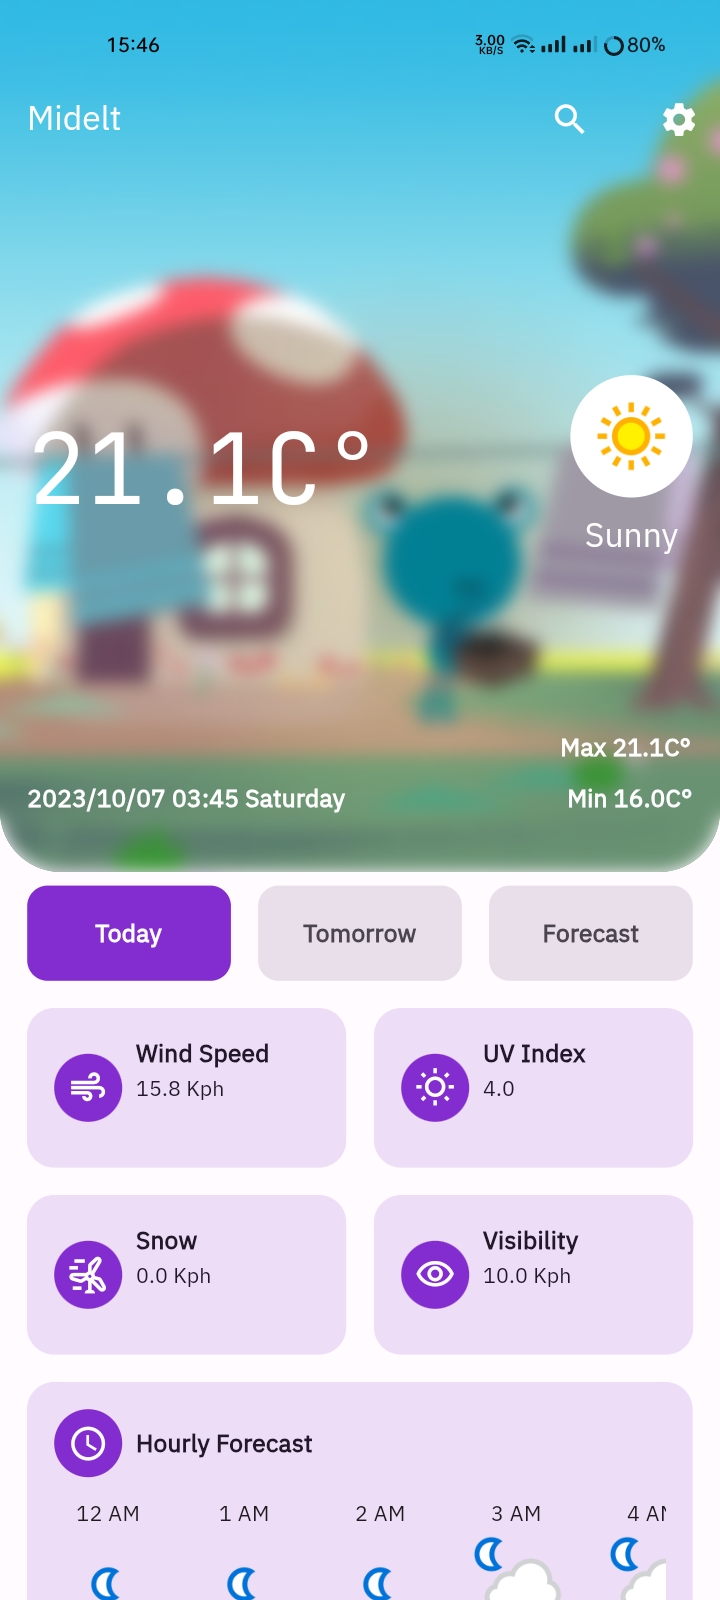 15:46
3.00
KB/S
80%
Midelt
21.1C°
Sunny
Max 21.1C°
2023/10/07 03:45 Saturday
Min 16.0C°
Today
Tomorrow
Forecast
Wind Speed
15.8 Kph
UV Index
4.0
Snow
0.0 Kph
Visibility
10.0 Kph
Hourly Forecast
12 AM
1 AM
2 AM
3 AM
4 AM